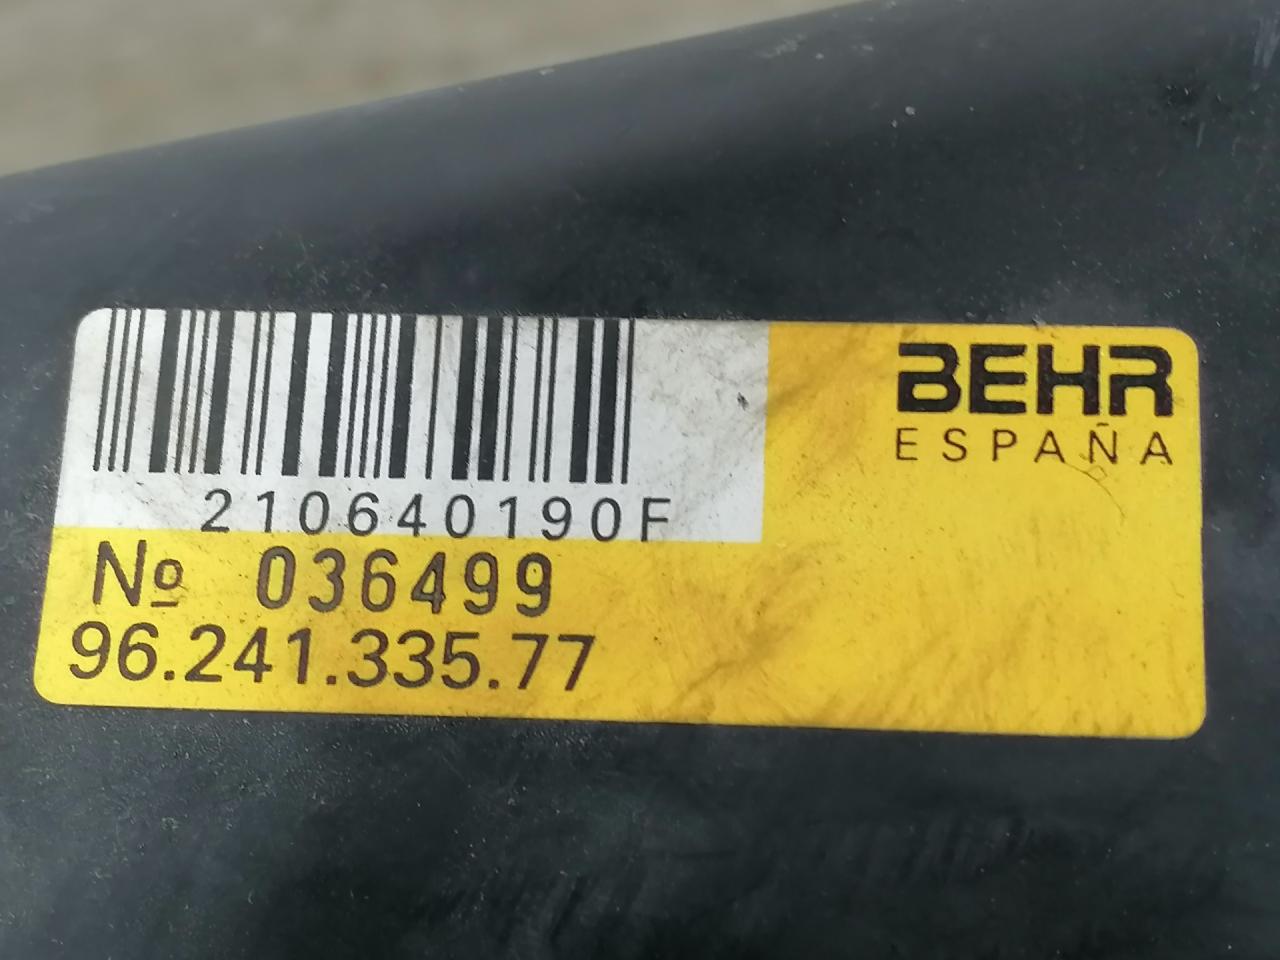 BEHR
ESPAÑA
210640190F
Nº 036499
96.241.335.77